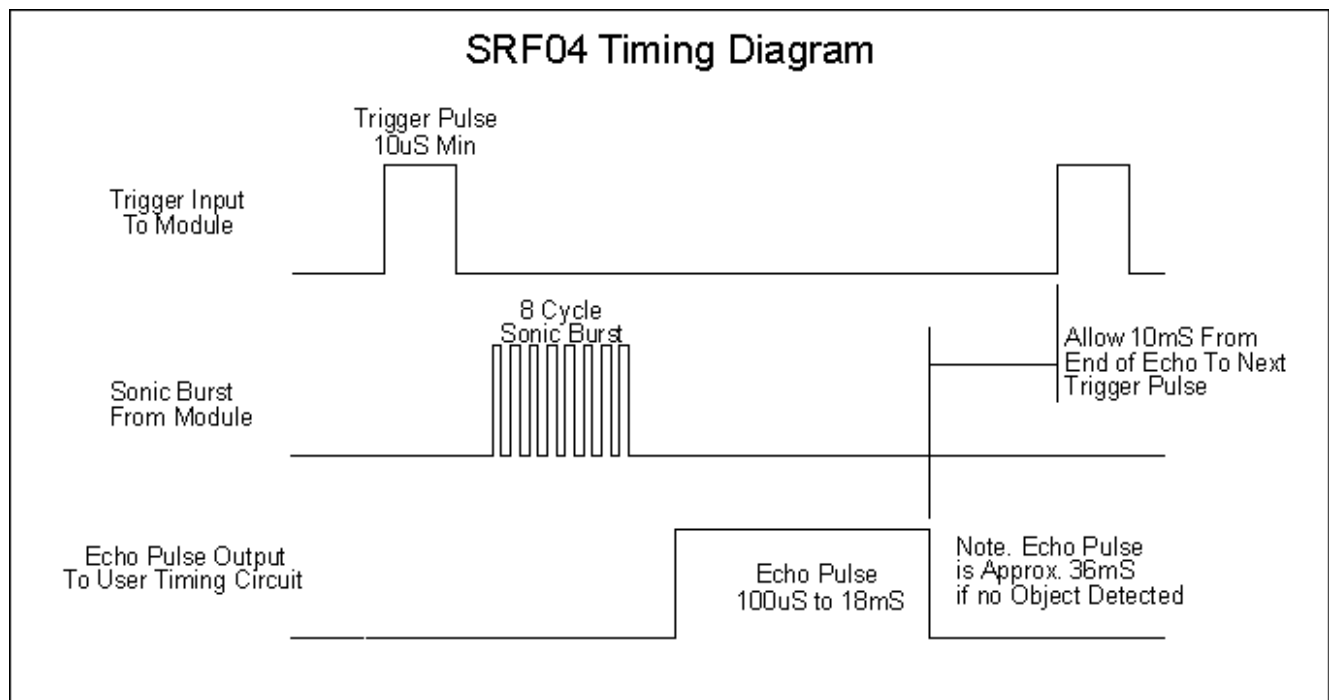 SRF04 Timing Diagram
Trigger Pulse
10uS Min
Trigger Input
To Module
8 Cycle
Sonic Burst
Allow 10mS From
End of Echo To Next
Trigger Pulse
Sonic Burst
From Module
Echo Pulse Output
To User Timing Circuit
Echo Pulse
100uS to 18mS
Note. Echo Pulse
is Approx. 36mS
if no Object Detected